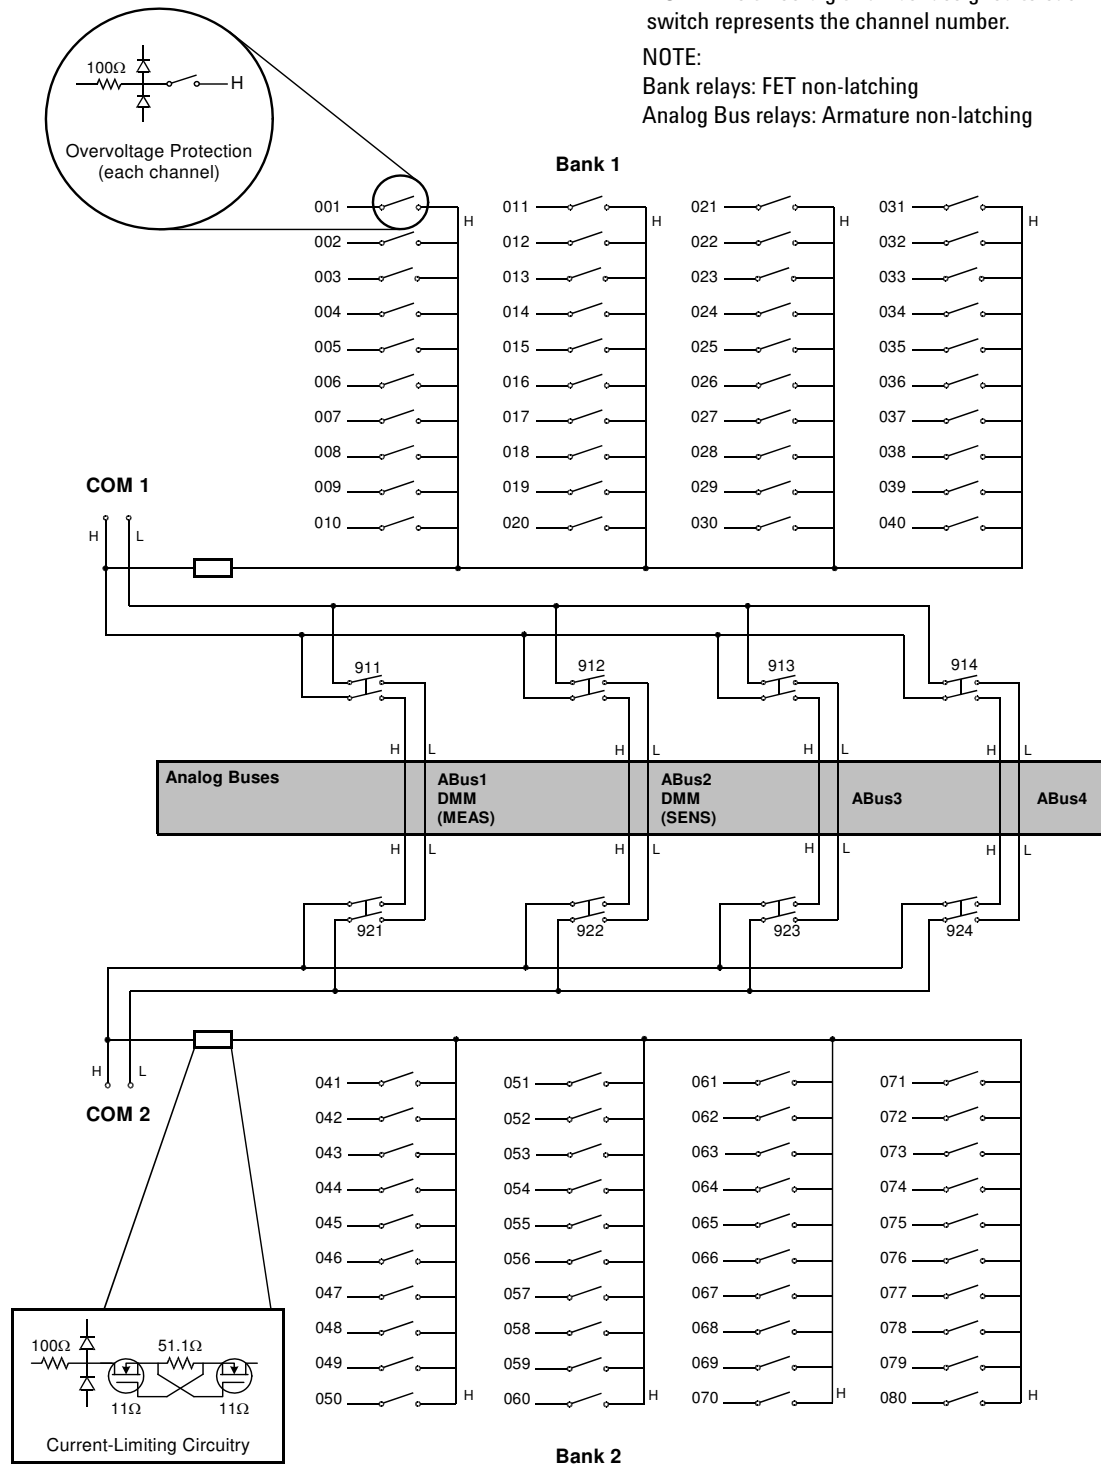 switch represents the channel number.
NOTE:
Bank relays: FET non-latching
Analog Bus relays: Armature non-latching
100Ω
H
Overvoltage Protection
(each channel)
Bank 1
001 011 021 031
H H H H
002 012 022 032
003 013 023 033
004 014 024 034
005 015 025 035
006 016 026 036
007 017 027 037
008 018 028 038
009 019 029 039
010 020 030 040
COM 1
H L
911 912 913 914
H L H L H L H L
Analog Buses
ABus1
DMM
(MEAS)
ABus2
DMM
(SENS)
ABus3
ABus4
H L H L H L H L
921 922 923 924
H L
COM 2
041 051 061 071
042 052 062 072
043 053 063 073
044 054 064 074
045 055 065 075
046 056 066 076
047 057 067 077
048 058 068 078
049 059 069 079
050 060 070 080
H H H H
100Ω 51.1Ω
11Ω 11Ω
Current-Limiting Circuitry
Bank 2